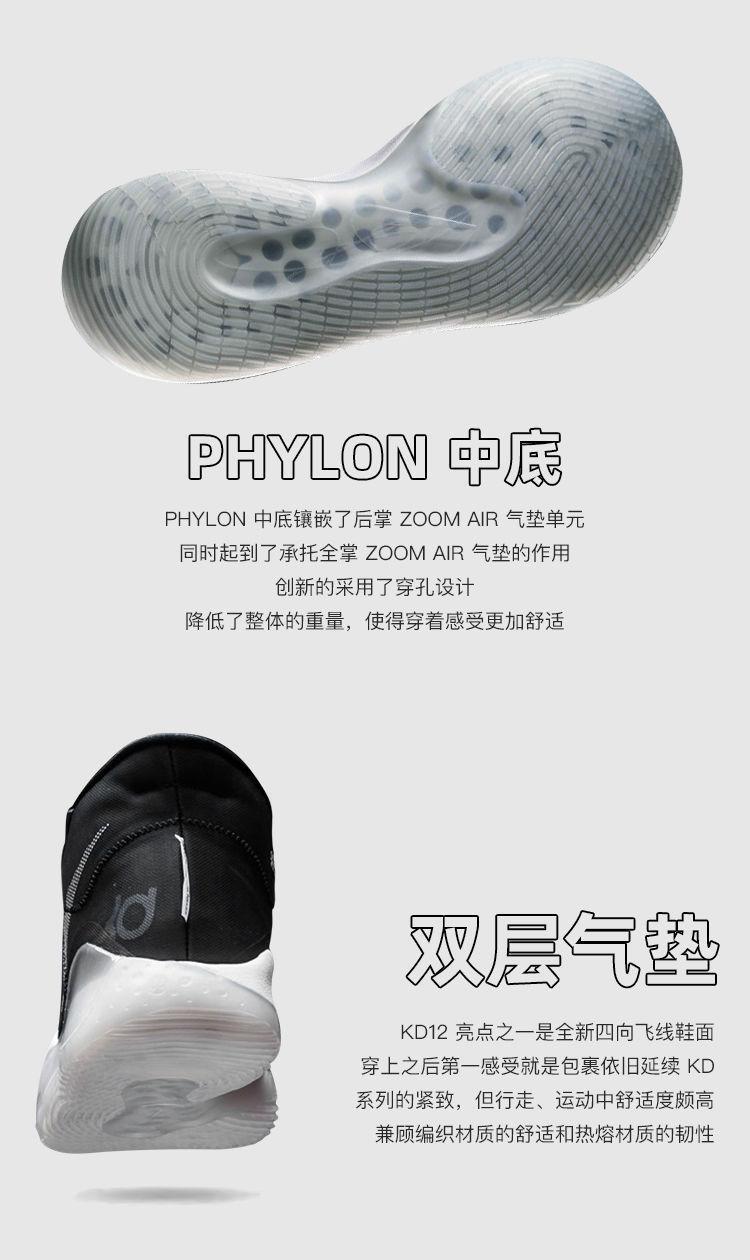 PHYLON 中底
PHYLON 中底镶嵌了后掌 ZOOM AIR 气垫单元
同时起到了承托全掌 ZOOM AIR 气垫的作用
创新的采用了穿孔设计
降低了整体的重量，使得穿着感受更加舒适
双层气垫
KD12 亮点之一是全新四向飞线鞋面
穿上之后第一感受就是包裹依旧延续 KD
系列的紧致，但行走、运动中舒适度颇高
兼顾编织材质的舒适和热熔材质的韧性